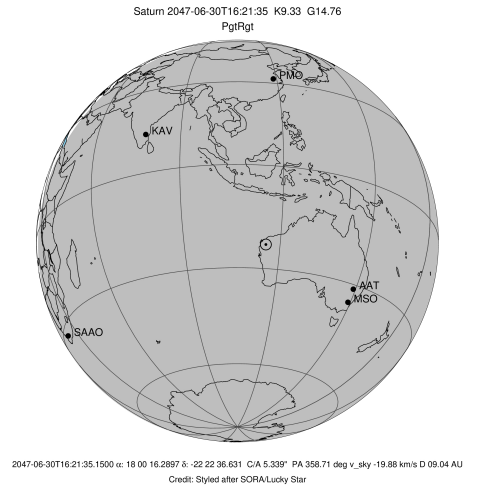 Saturn 2047-06-30T16:21:35 K9.33 G14.76
PgtRgt
PMO
KAV
AAT
MSO
SAAO
2047-06-30T16:21:35.1500 α: 18 00 16.2897 δ: -22 22 36.631 C/A 5.339" PA 358.71 deg v_sky -19.88 km/s D 09.04 AU
Credit: Styled after SORA/Lucky Star